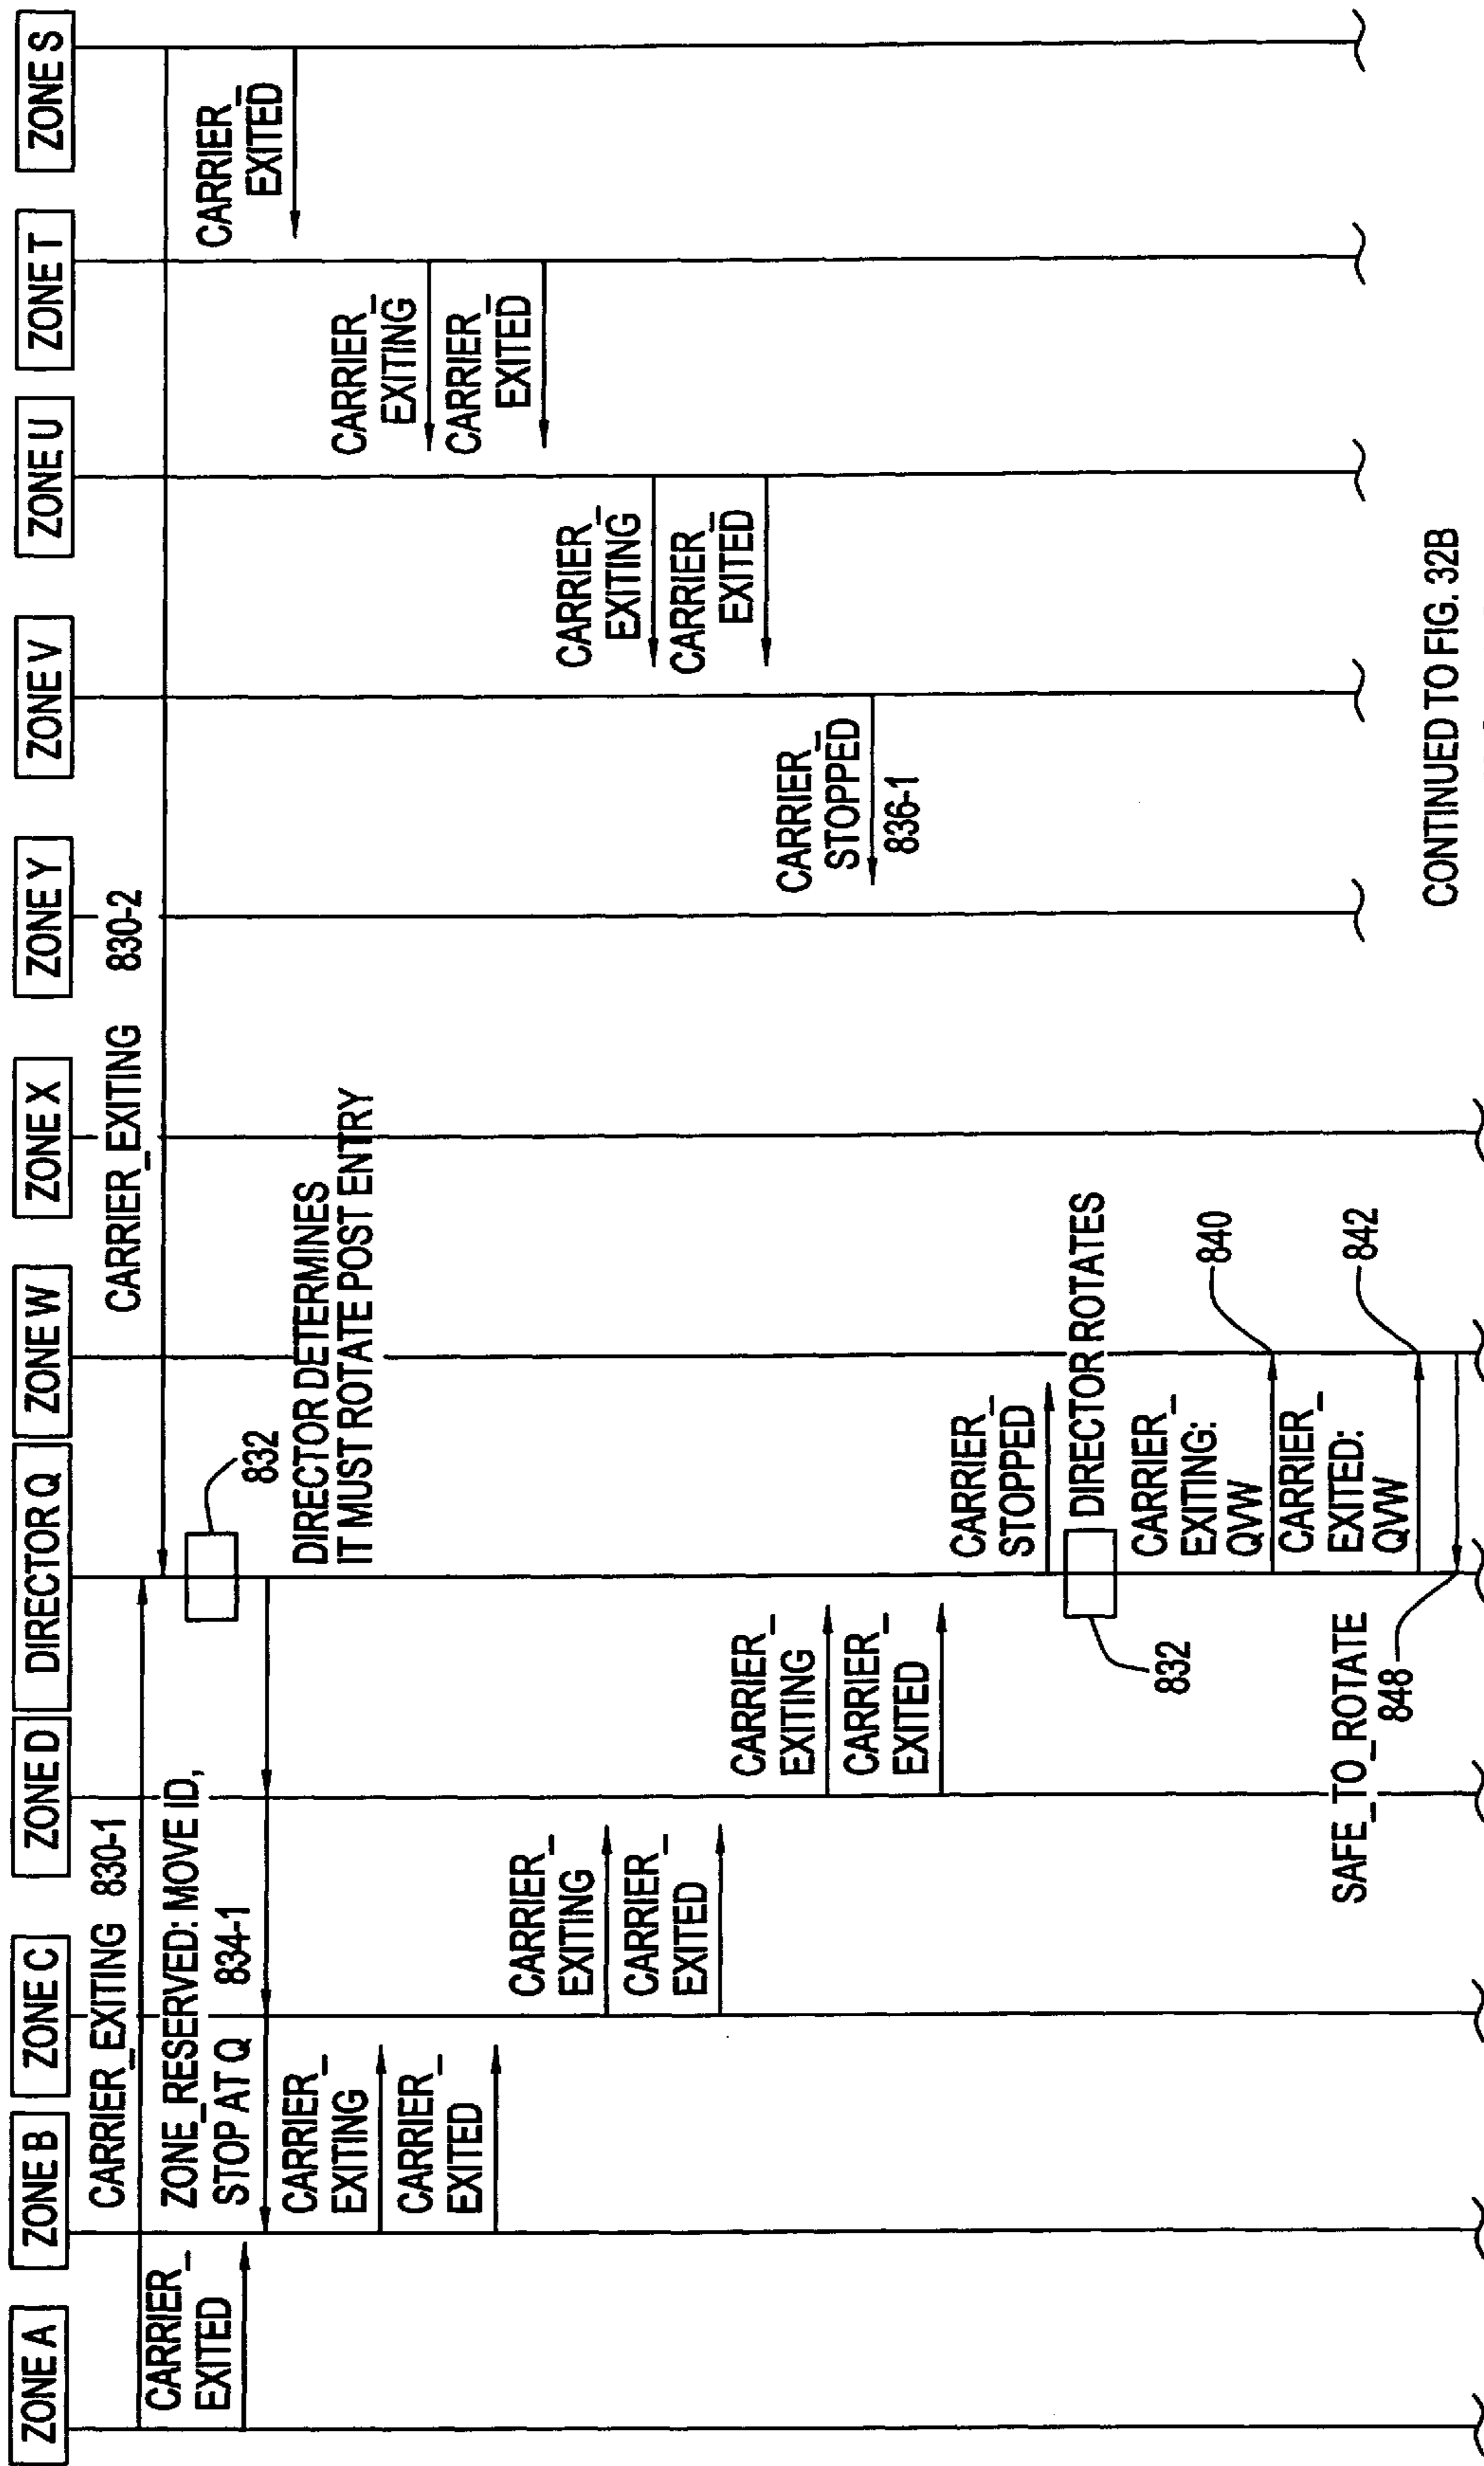 ZONE A
ZONE B
ZONE C
ZONE D
DIRECTOR Q
ZONE W
ZONE X
ZONE Y
ZONE V
ZONE U
ZONE T
ZONE S
CARRIER_EXITING 830-1
CARRIER_EXITING 830-2
CARRIER_
EXITED
ZONE_RESERVED: MOVE ID,
STOP AT Q 834-1
832
DIRECTOR DETERMINES
IT MUST ROTATE POST ENTRY
CARRIER_
EXITED
CARRIER_
EXITING
CARRIER_
EXITED
CARRIER_
EXITING
CARRIER_
EXITED
CARRIER_
EXITING
CARRIER_
EXITED
CARRIER_
EXITING
CARRIER_
EXITED
CARRIER_
EXITING
CARRIER_
EXITED
CARRIER_
STOPPED
836-1
CARRIER_
STOPPED
832
DIRECTOR ROTATES
CARRIER_
EXITING:
QVW
840
CARRIER_
EXITED:
QVW
842
SAFE_TO_ROTATE
848
CONTINUED TO FIG. 32B